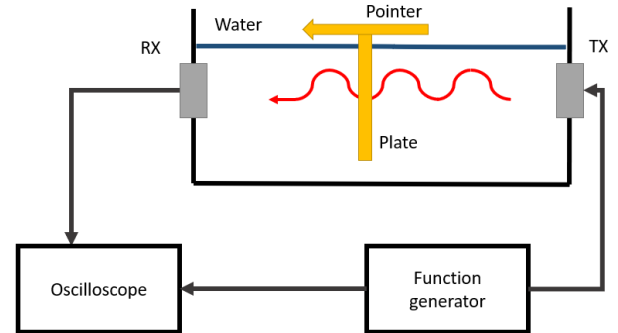 Pointer
Water
RX
TX
Plate
Oscilloscope
Function
generator